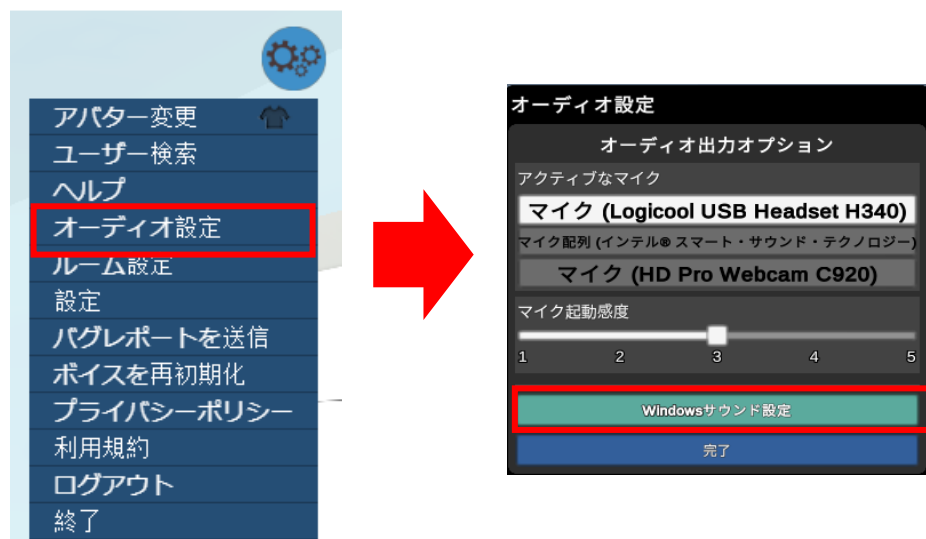 アバター変更
ユーザー検索
ヘルプ
オーディオ設定
ルーム設定
設定
バグレポートを送信
ボイスを再初期化
プライバシーポリシー
利用規約
ログアウト
終了
オーディオ設定
オーディオ出力オプション
アクティブなマイク
マイク (Logicool USB Headset H340)
マイク配列 (インテル® スマート・サウンド・テクノロジー)
マイク (HD Pro Webcam C920)
マイク起動感度
1 2 3 4 5
Windowsサウンド設定
完了